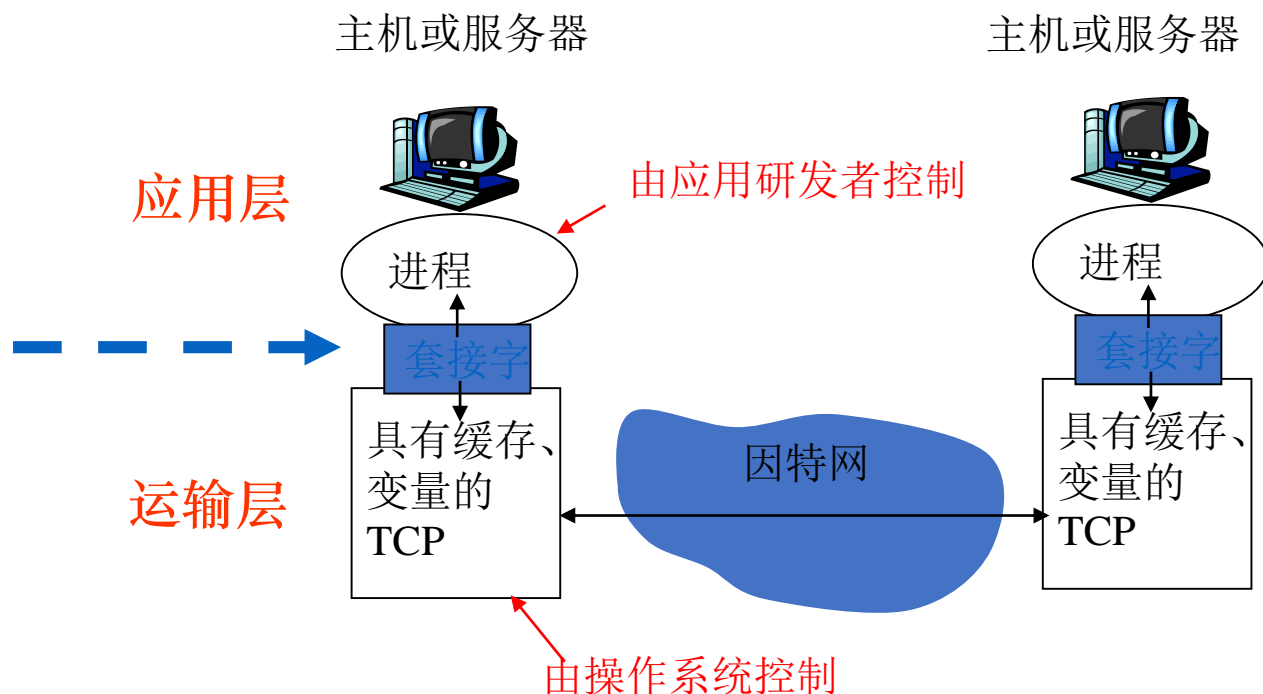 主机或服务器
主机或服务器
应用层
由应用研发者控制
进程
进程
套接字
套接字
具有缓存、
变量的
TCP
因特网
具有缓存、
变量的
TCP
运输层
由操作系统控制